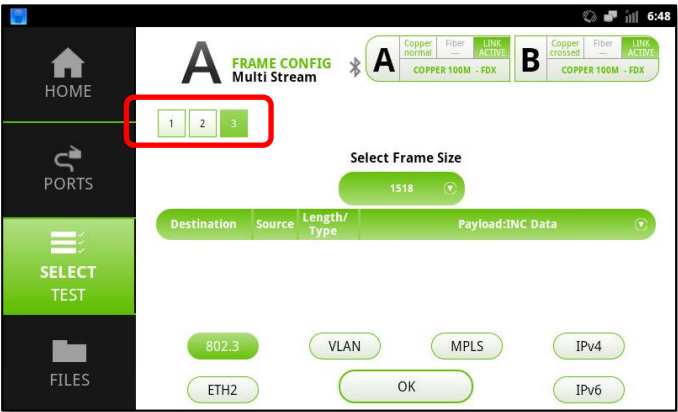 6:48
HOME
PORTS
SELECT
TEST
FILES
A
FRAME CONFIG
Multi Stream
A
Copper
normal
Fiber
---
LINK
ACTIVE
COPPER 100M - FDX
B
Copper
crossed
Fiber
---
LINK
ACTIVE
COPPER 100M - FDX
1 2 3
Select Frame Size
1518
Destination Source Length/
Type Payload:INC Data
802.3 VLAN MPLS IPv4
ETH2 OK IPv6